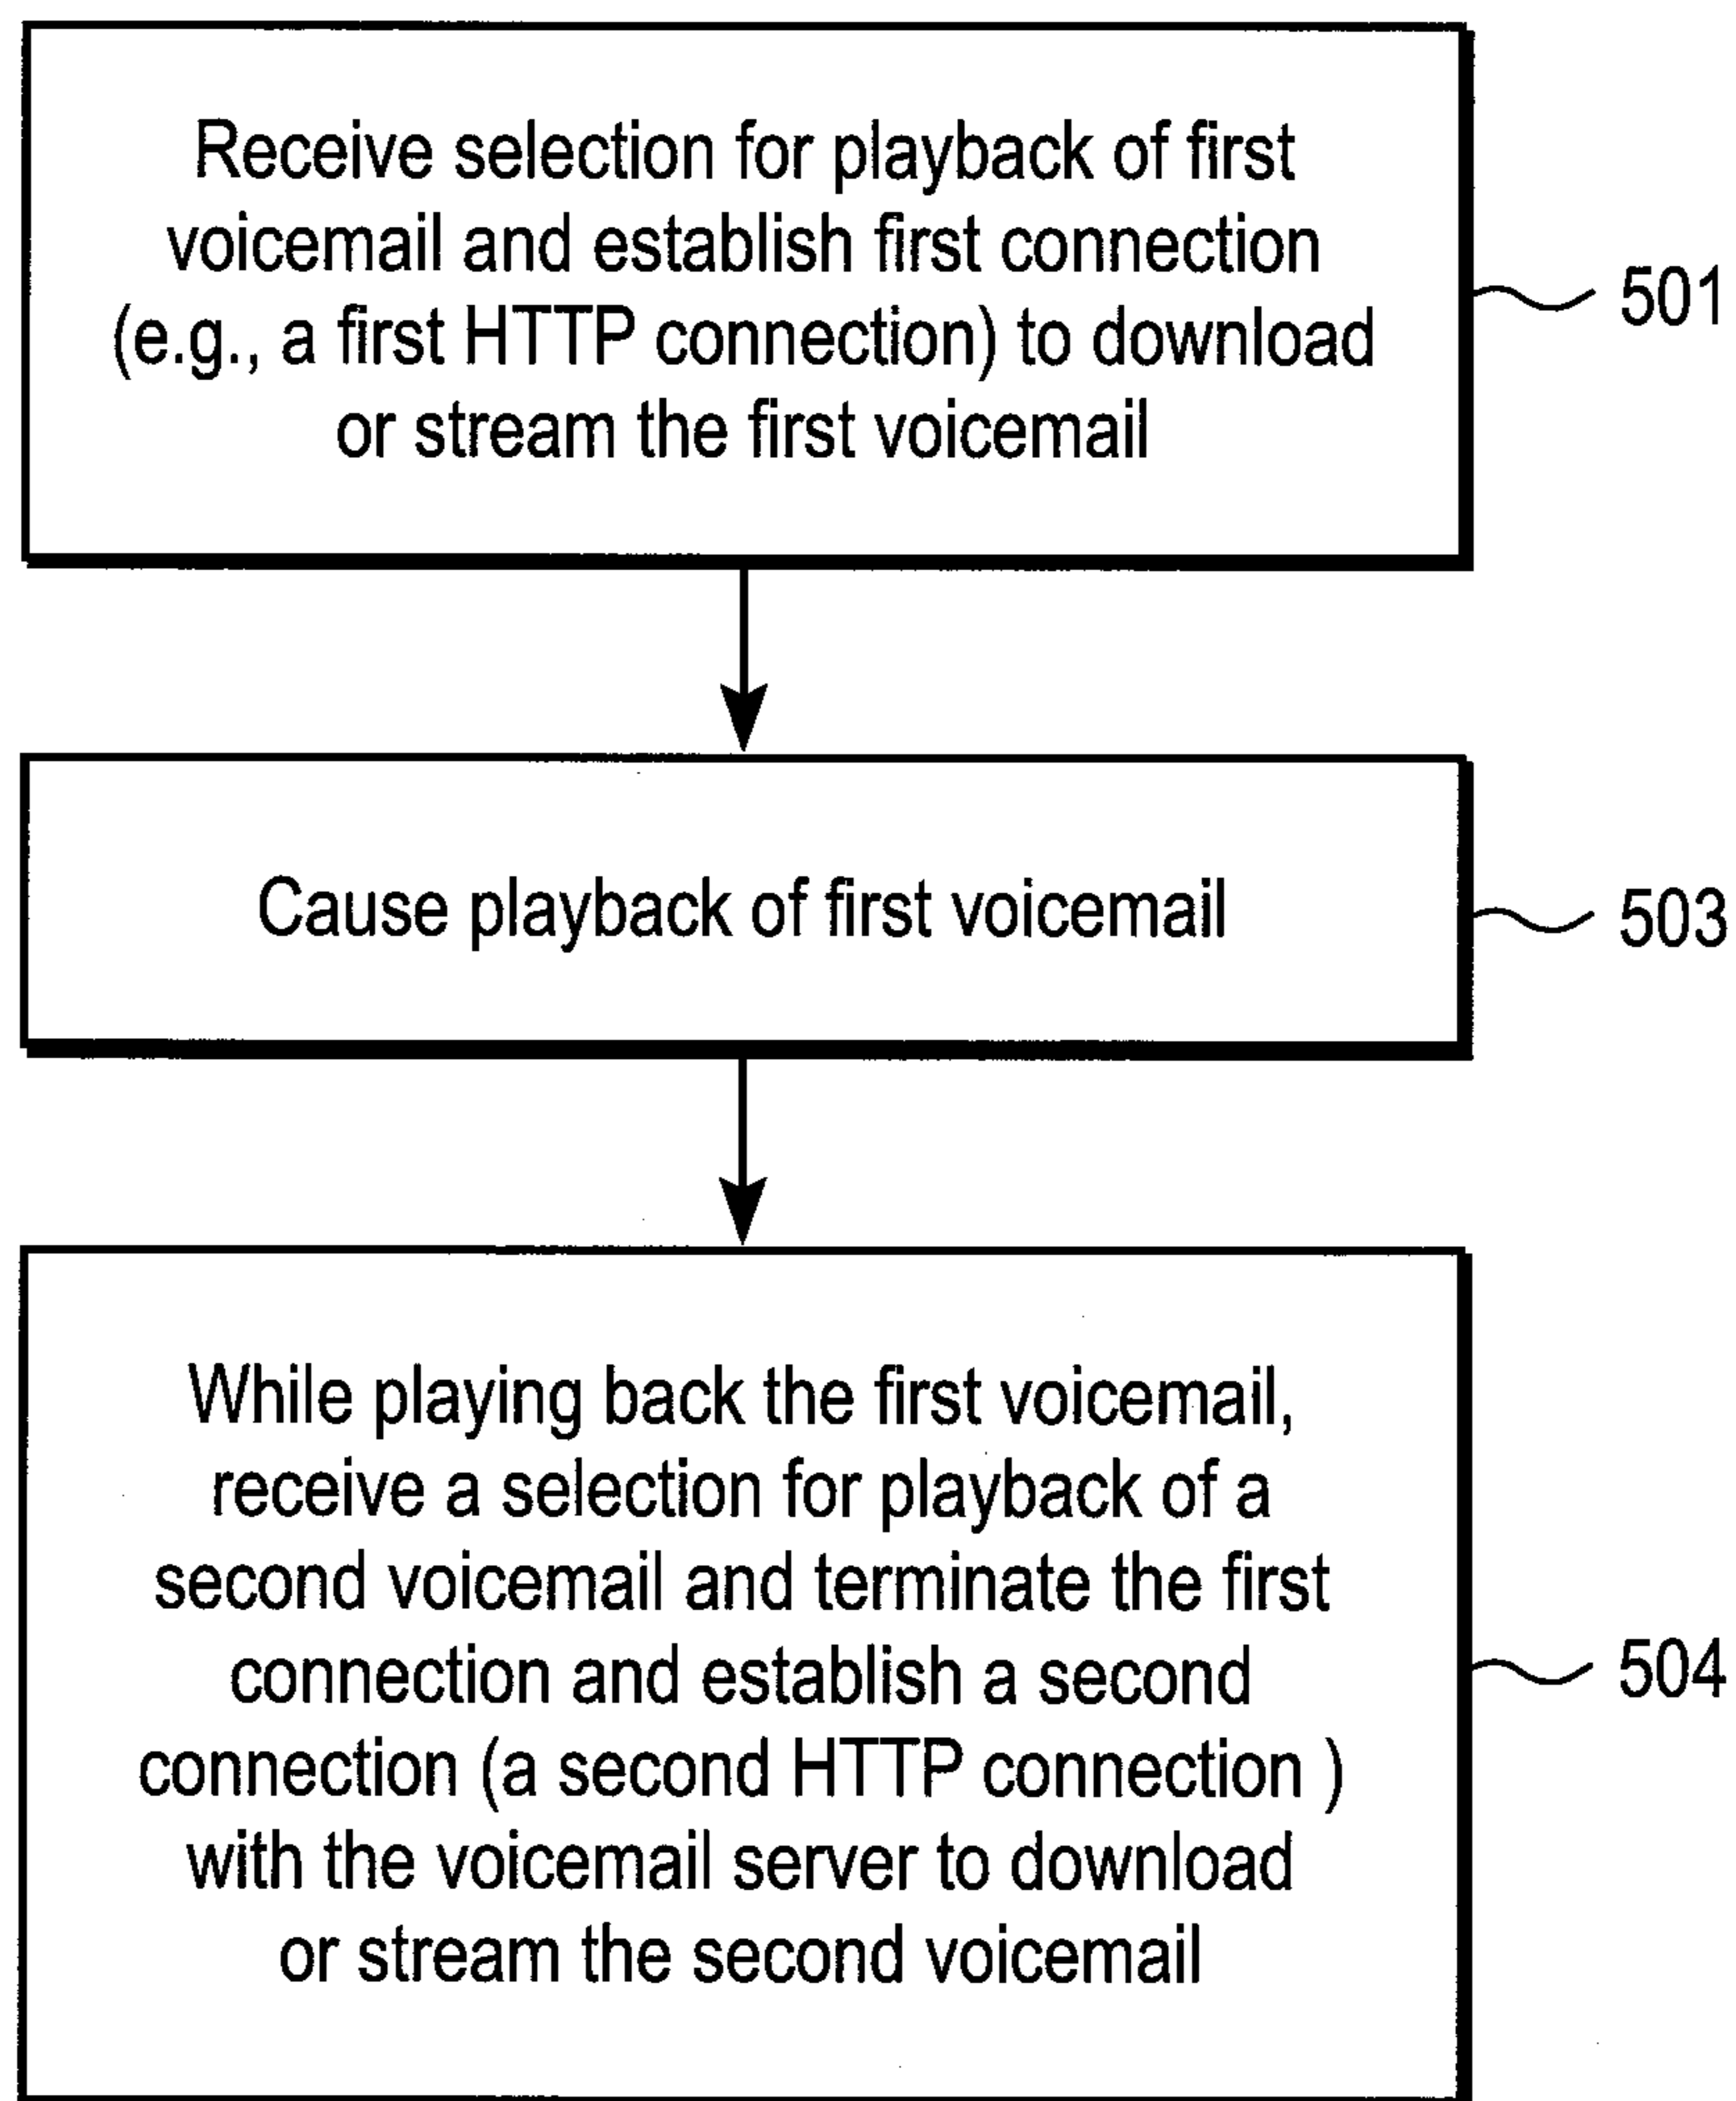 Receive selection for playback of first
voicemail and establish first connection
(e.g., a first HTTP connection) to download
or stream the first voicemail
501
Cause playback of first voicemail
503
While playing back the first voicemail,
receive a selection for playback of a
second voicemail and terminate the first
connection and establish a second
connection (a second HTTP connection )
with the voicemail server to download
or stream the second voicemail
504